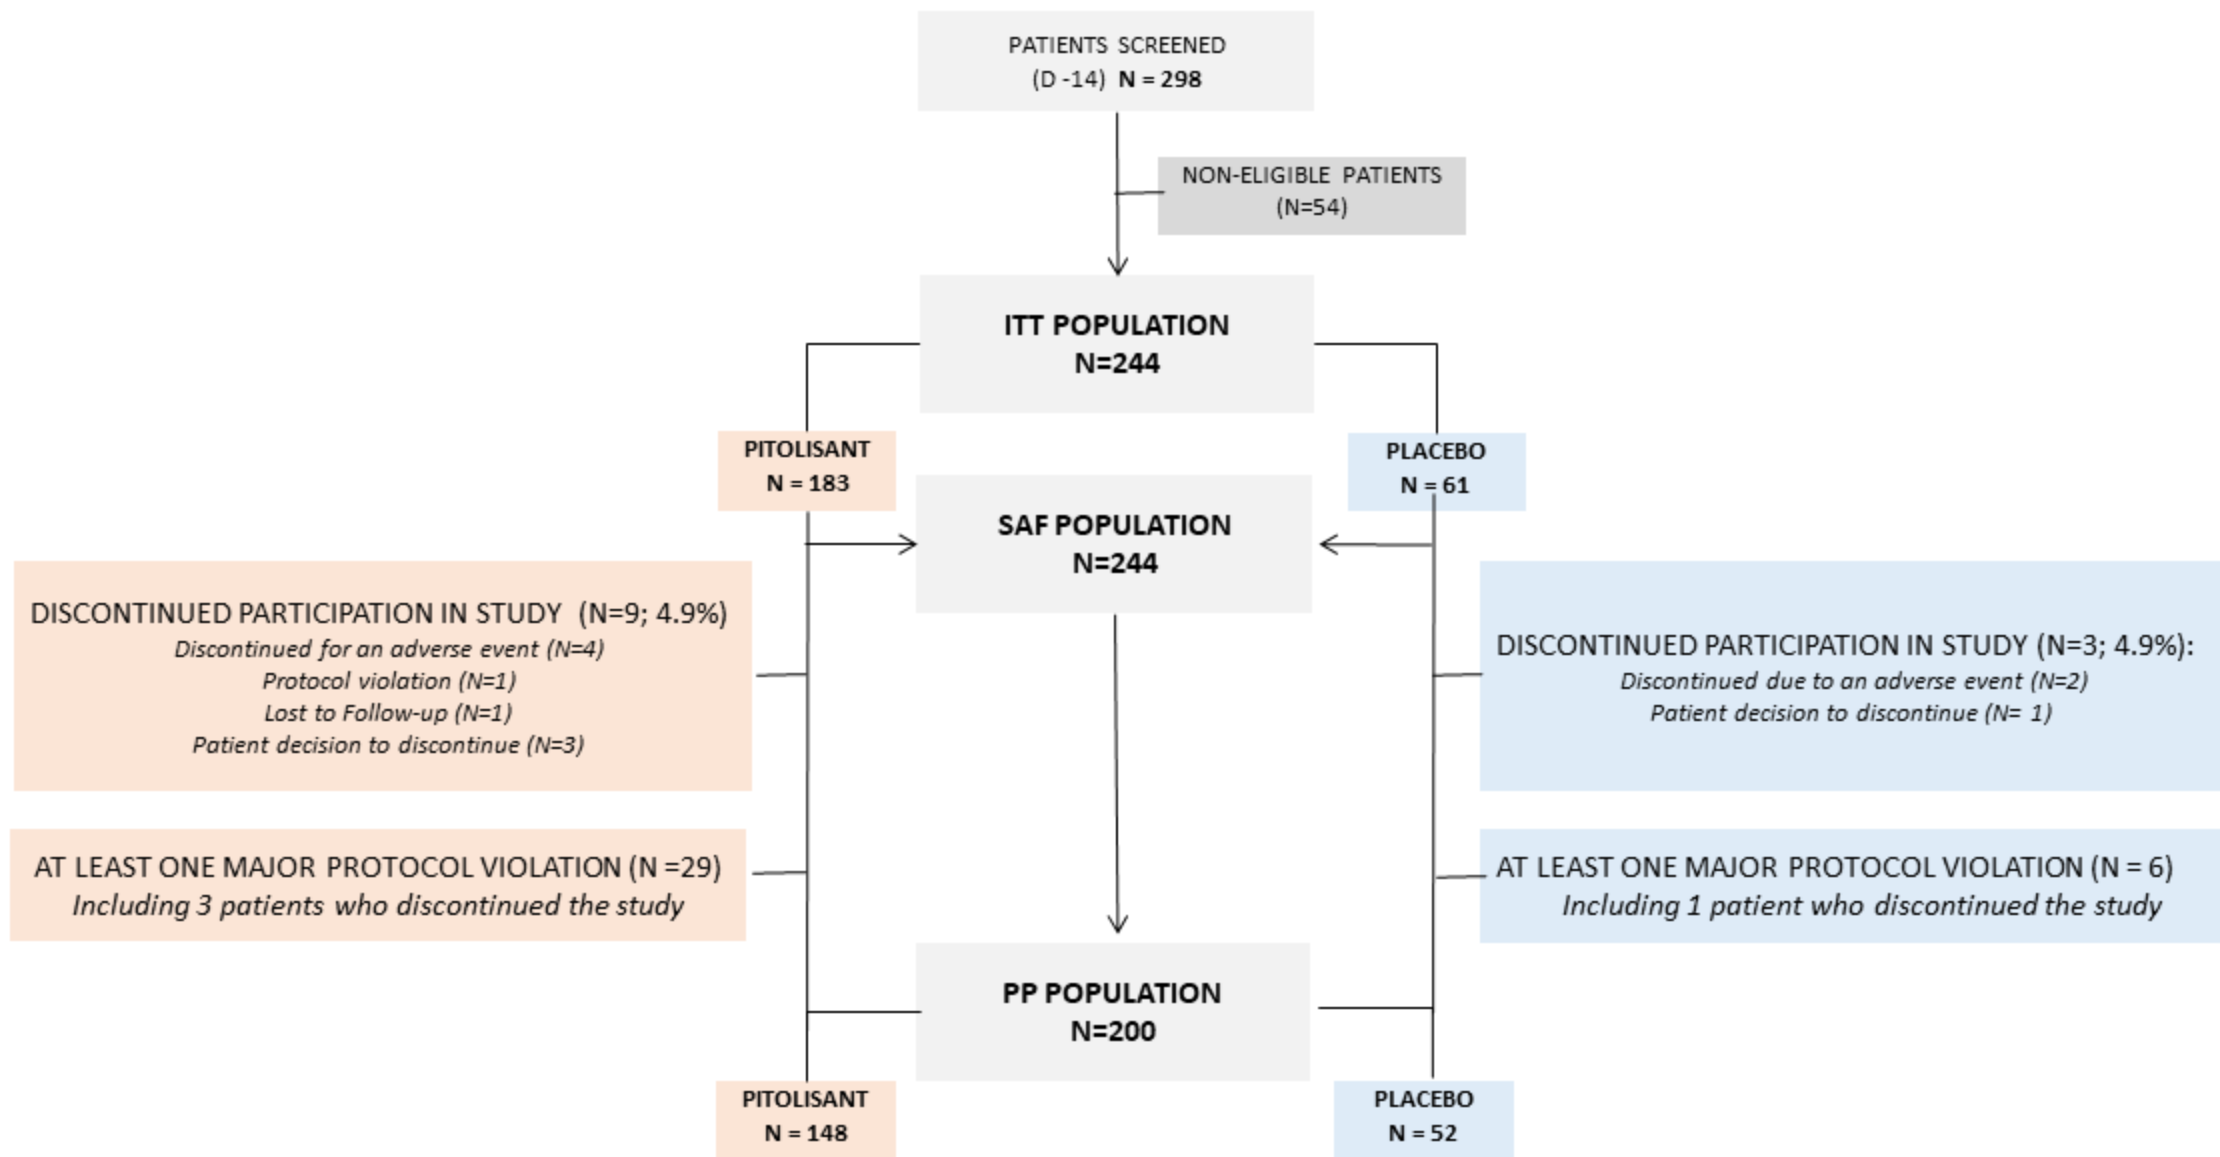 PATIENTS SCREENED
(D -14) N = 298
NON-ELIGIBLE PATIENTS
(N=54)
ITT POPULATION
N=244
PITOLISANT
N = 183
PLACEBO
N = 61
SAF POPULATION
N=244
DISCONTINUED PARTICIPATION IN STUDY (N=9; 4.9%)
Discontinued for an adverse event (N=4)
Protocol violation (N=1)
Lost to Follow-up (N=1)
Patient decision to discontinue (N=3)
DISCONTINUED PARTICIPATION IN STUDY (N=3; 4.9%):
Discontinued due to an adverse event (N=2)
Patient decision to discontinue (N= 1)
AT LEAST ONE MAJOR PROTOCOL VIOLATION (N =29)
Including 3 patients who discontinued the study
AT LEAST ONE MAJOR PROTOCOL VIOLATION (N = 6)
Including 1 patient who discontinued the study
PP POPULATION
N=200
PITOLISANT
N = 148
PLACEBO
N = 52